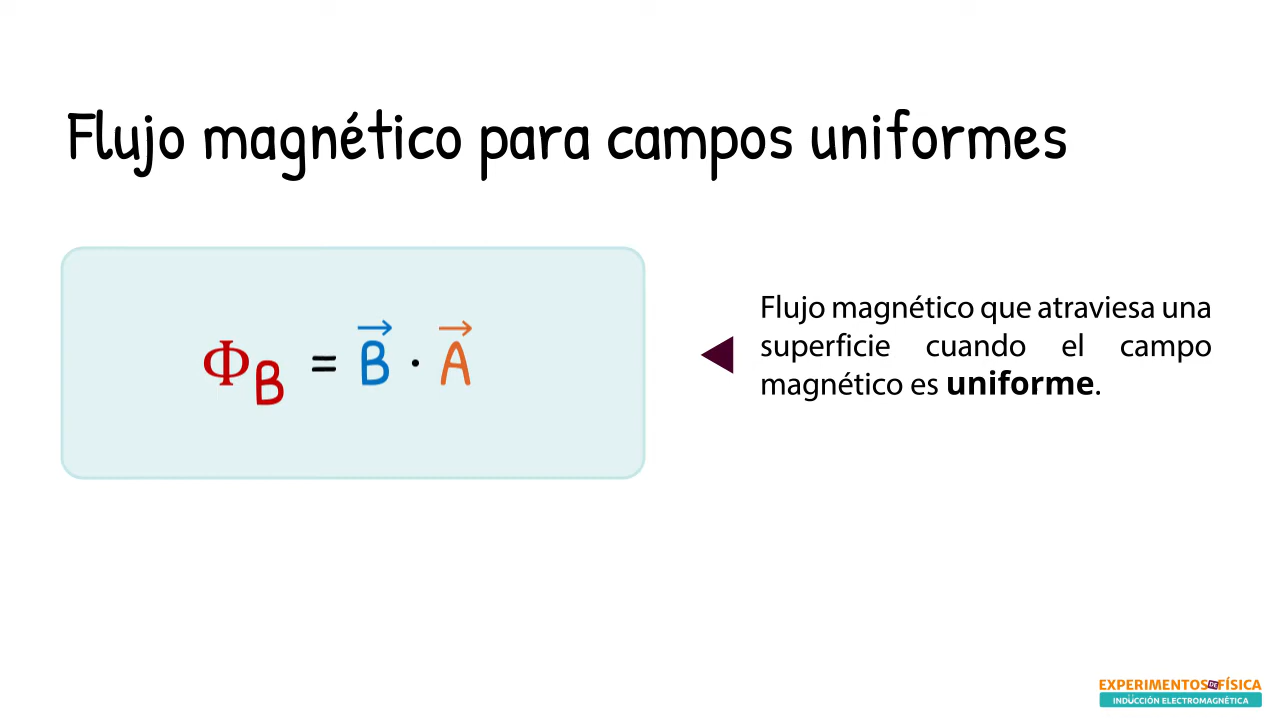 Flujo magnético para campos uniformes
Φ_B = B⃗ · A⃗
Flujo magnético que atraviesa una
superficie cuando el campo
magnético es uniforme.
EXPERIMENTOS DE FÍSICA
INDUCCIÓN ELECTROMAGNÉTICA